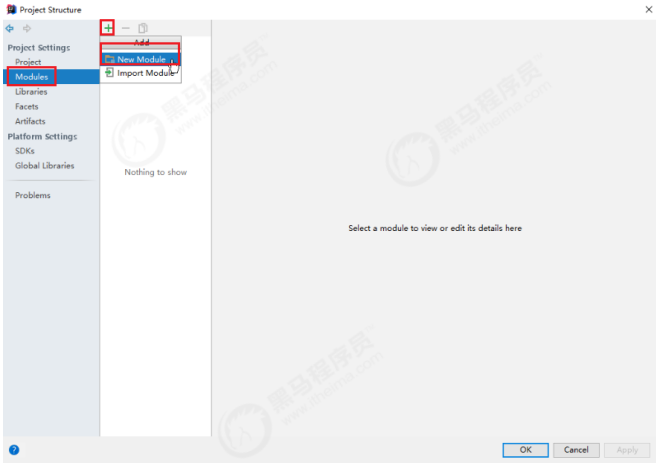 Project Structure
Project Settings
Project
Modules
Libraries
Facets
Artifacts
Platform Settings
SDKs
Global Libraries
Problems
Add
New Module
Import Module
Nothing to show
Select a module to view or edit its details here
黑马程序员
www.itheima.com
黑马程序员
www.itheima.com
黑马程序员
www.itheima.com
?
OK
Cancel
Apply